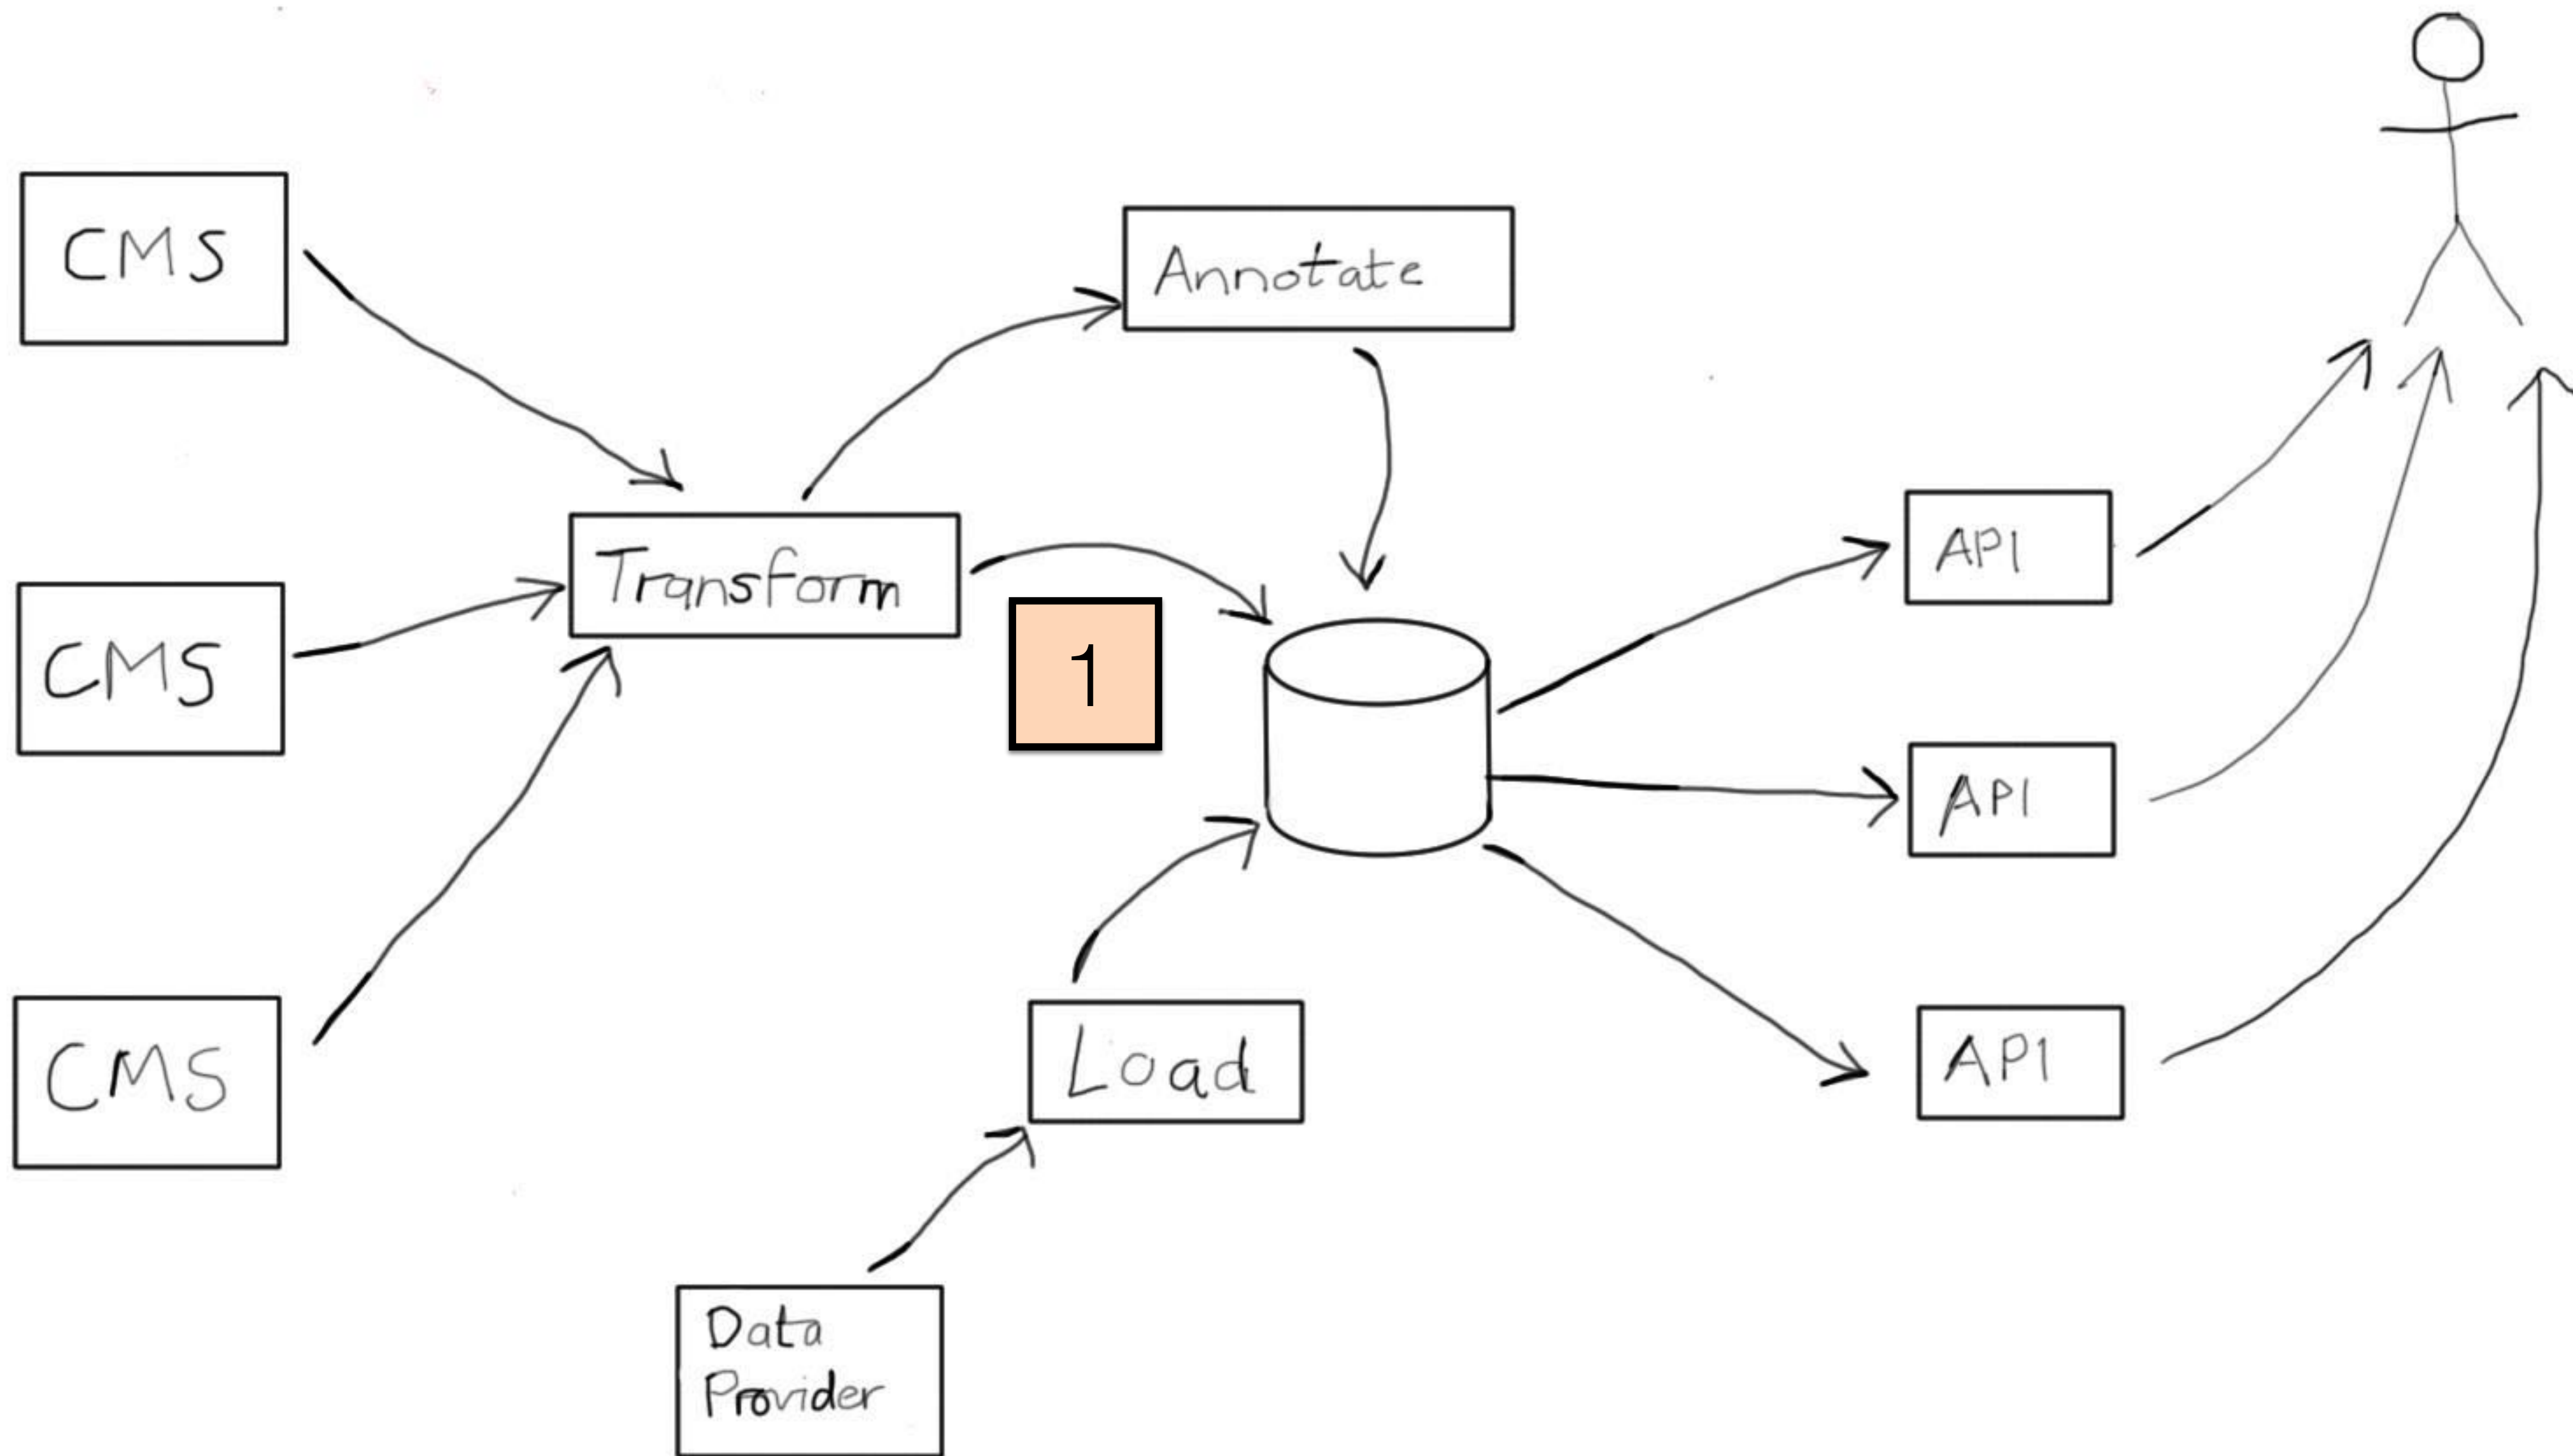 CMS
Annotate
CMS
Transform
1
API
API
CMS
Load
API
Data
Provider